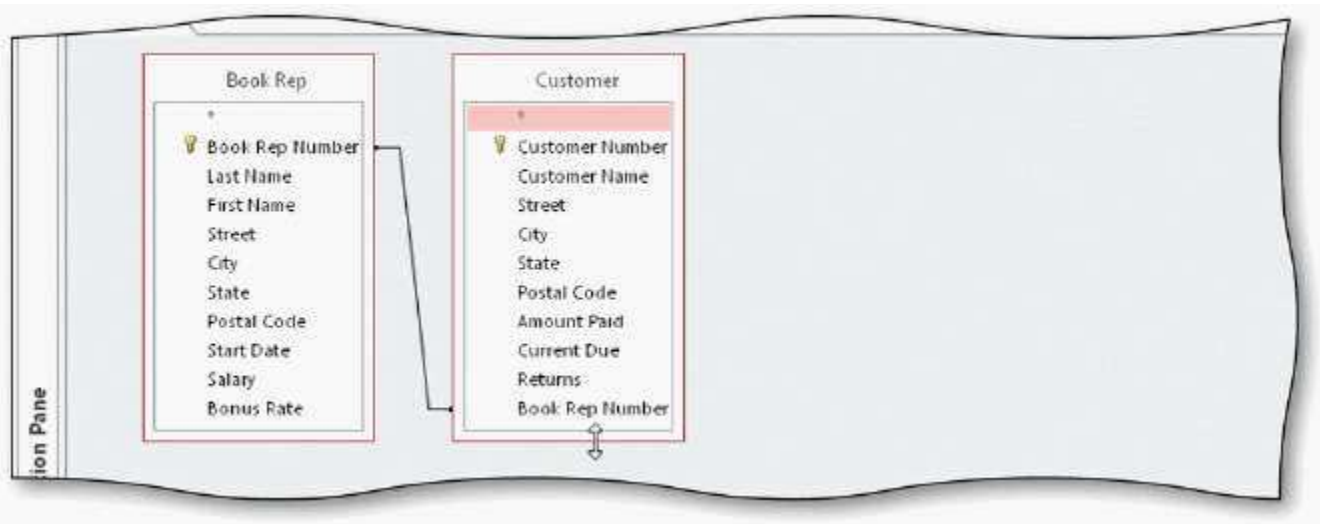 Book Rep
*
Book Rep Number
Last Name
First Name
Street
City
State
Postal Code
Start Date
Salary
Bonus Rate
Customer
*
Customer Number
Customer Name
Street
City
State
Postal Code
Amount Paid
Current Due
Returns
Book Rep Number
tion Pane